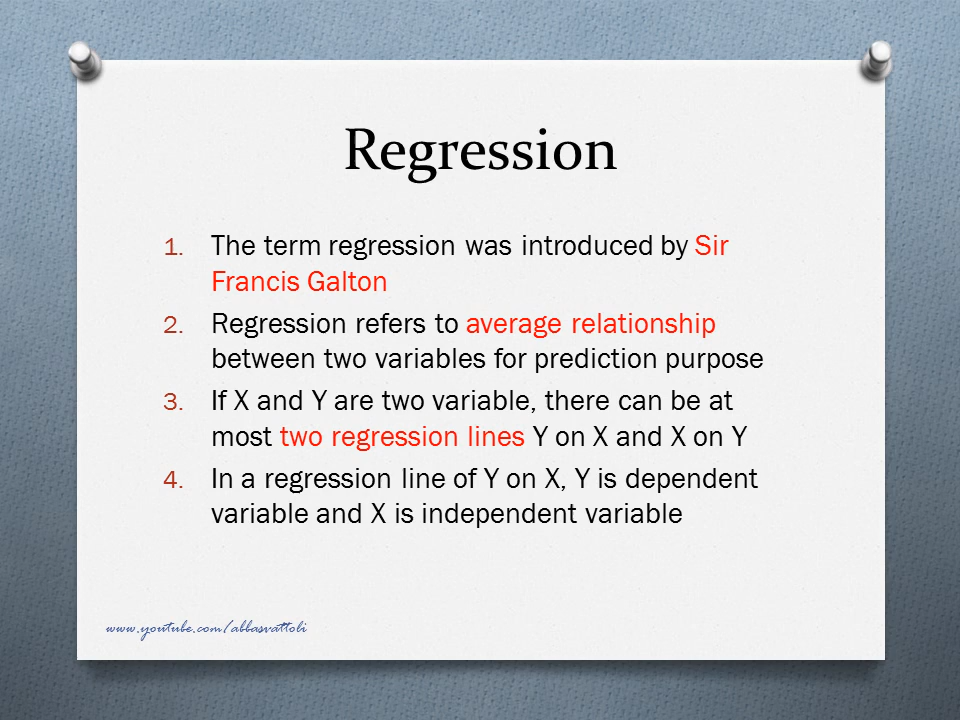 Regression
1. The term regression was introduced by Sir
Francis Galton
2. Regression refers to average relationship
between two variables for prediction purpose
3. If X and Y are two variable, there can be at
most two regression lines Y on X and X on Y
4. In a regression line of Y on X, Y is dependent
variable and X is independent variable
www.youtube.com/abbasvattoli